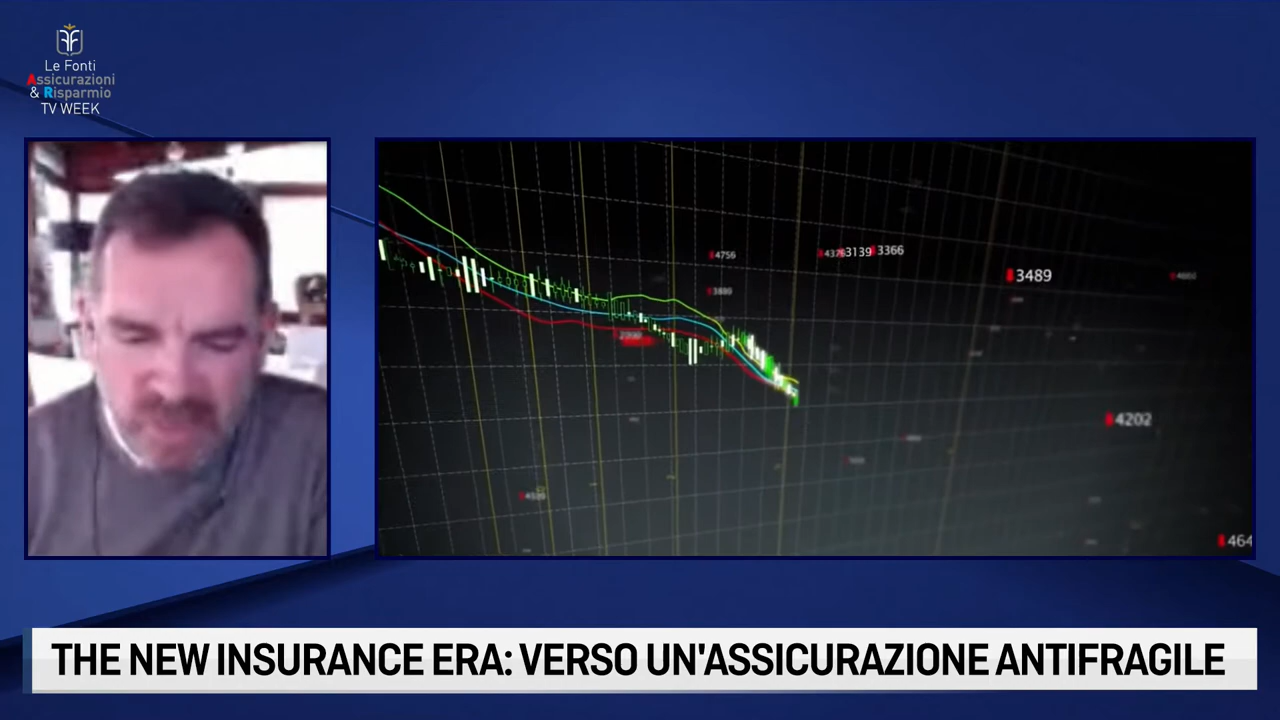 Le Fonti
Assicurazioni
& Risparmio
TV WEEK
4756
3139
3366
3489
4202
464
THE NEW INSURANCE ERA: VERSO UN'ASSICURAZIONE ANTIFRAGILE